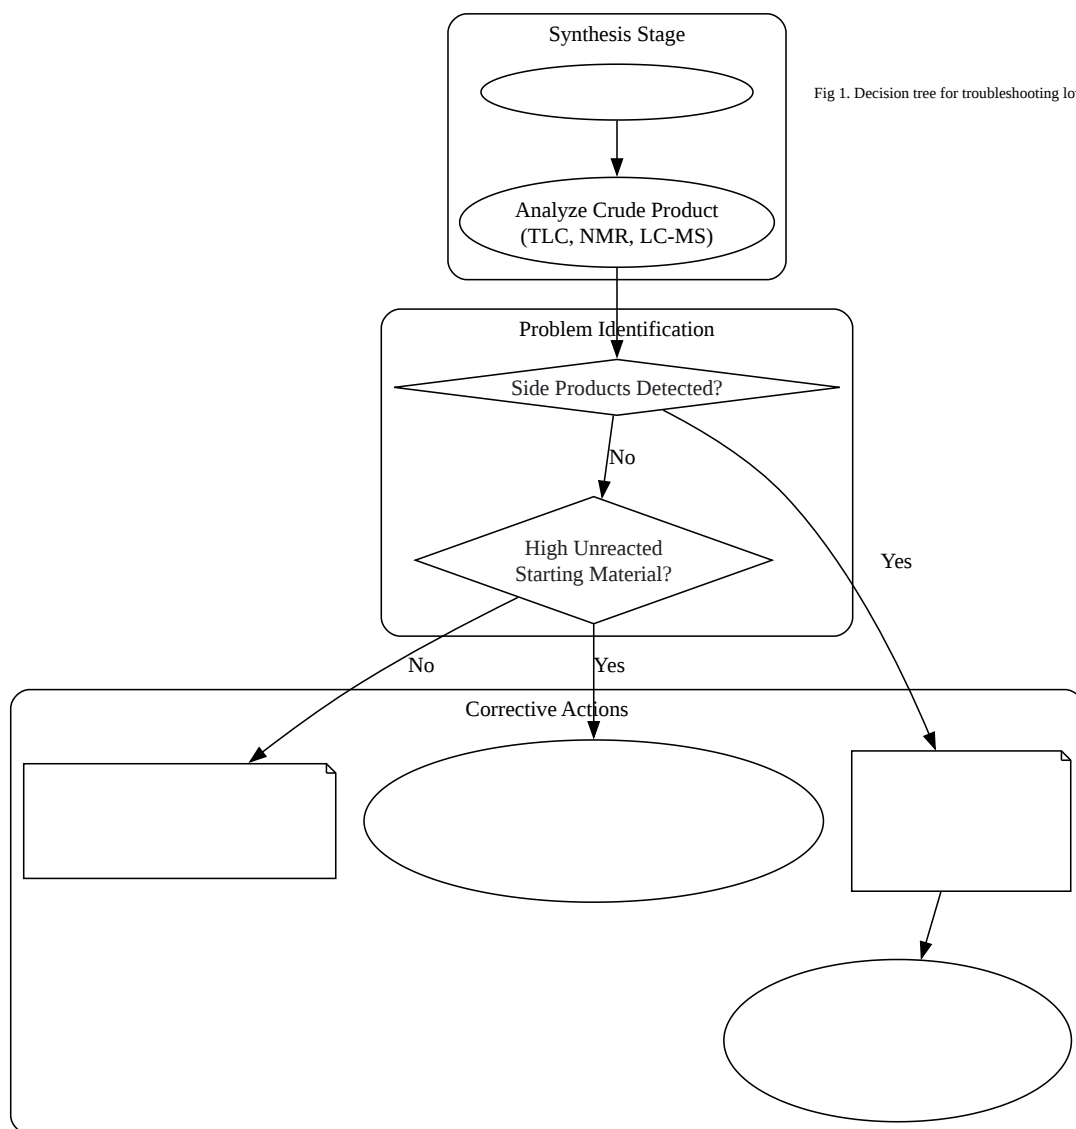 Synthesis Stage
Fig 1. Decision tree for troubleshooting
Analyze Crude Product
(TLC, NMR, LC-MS)
Problem Identification
Side Products Detected?
No
High Unreacted
Starting Material?
Yes
No
Yes
Corrective Actions